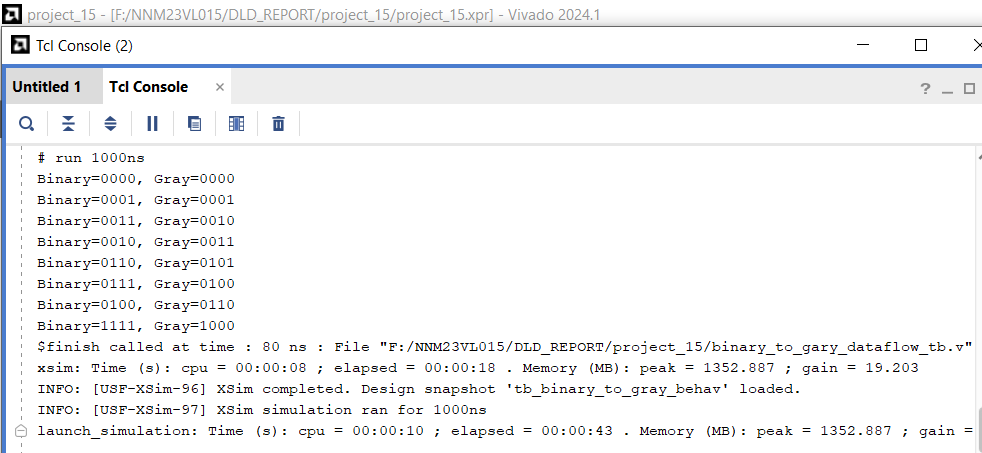 project_15 - [F:/NNM23VL015/DLD_REPORT/project_15/project_15.xpr] - Vivado 2024.1
Tcl Console (2)
Untitled 1 Tcl Console
# run 1000ns
Binary=0000, Gray=0000
Binary=0001, Gray=0001
Binary=0011, Gray=0010
Binary=0010, Gray=0011
Binary=0110, Gray=0101
Binary=0111, Gray=0100
Binary=0100, Gray=0110
Binary=1111, Gray=1000
$finish called at time : 80 ns : File "F:/NNM23VL015/DLD_REPORT/project_15/binary_to_gary_dataflow_tb.v"
xsim: Time (s): cpu = 00:00:08 ; elapsed = 00:00:18 . Memory (MB): peak = 1352.887 ; gain = 19.203
INFO: [USF-XSim-96] XSim completed. Design snapshot 'tb_binary_to_gray_behav' loaded.
INFO: [USF-XSim-97] XSim simulation ran for 1000ns
launch_simulation: Time (s): cpu = 00:00:10 ; elapsed = 00:00:43 . Memory (MB): peak = 1352.887 ; gain =